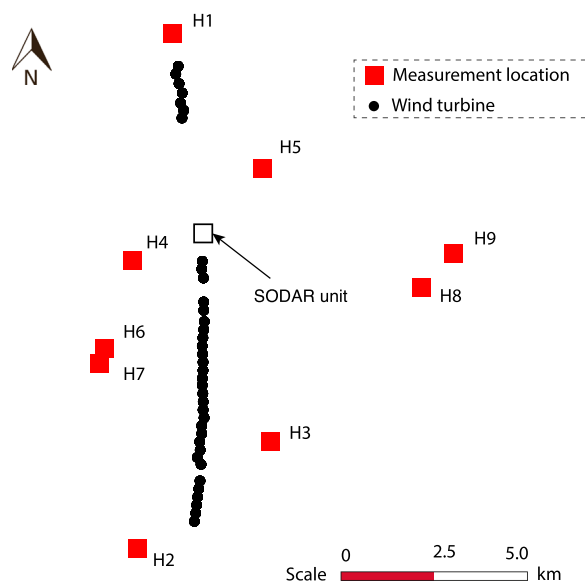 H1
N
Measurement location
Wind turbine
H5
H4
H9
SODAR unit
H8
H6
H7
H3
H2
0 2.5 5.0
Scale km